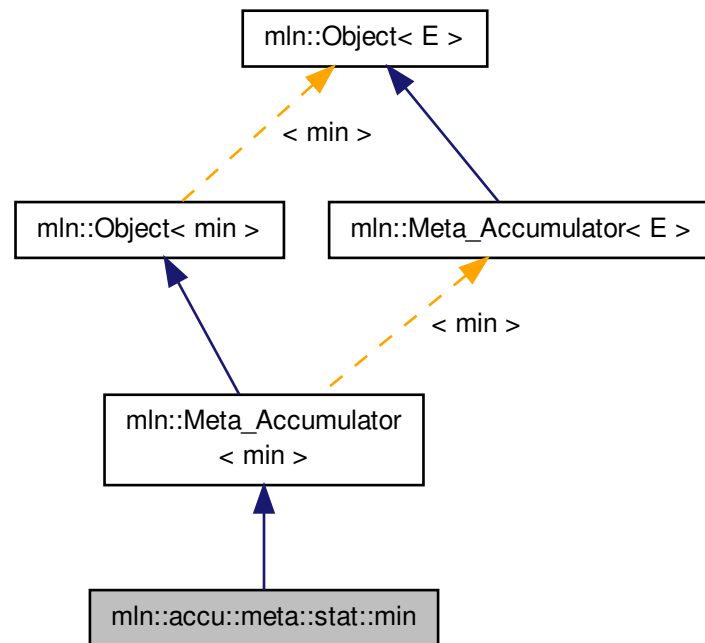 mln::Object< E >
< min >
mln::Object< min >
mln::Meta_Accumulator< E >
< min >
mln::Meta_Accumulator
< min >
mln::accu::meta::stat::min